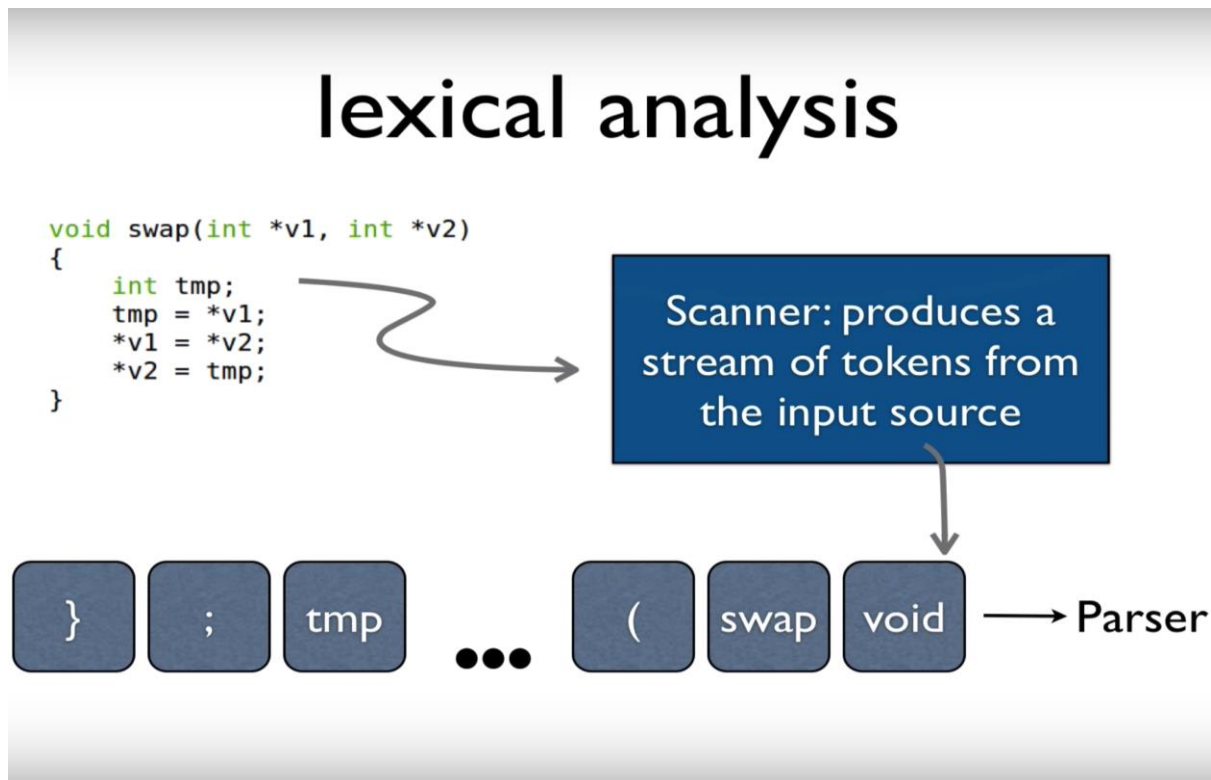 lexical analysis
void swap(int *v1, int *v2)
{
    int tmp;
    tmp = *v1;
    *v1 = *v2;
    *v2 = tmp;
}
Scanner: produces a
stream of tokens from
the input source
} ; tmp ••• ( swap void Parser